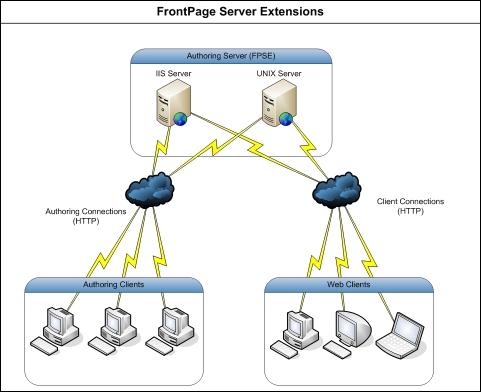 FrontPage Server Extensions
Authoring Server (FPSE)
IIS Server
UNIX Server
Authoring Connections
(HTTP)
Client Connections
(HTTP)
Authoring Clients
Web Clients